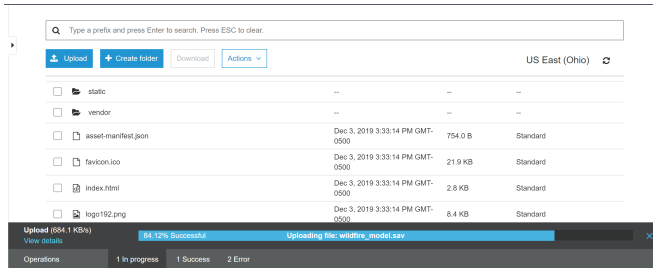 Type a prefix and press Enter to search. Press ESC to clear.
Upload Create folder Download Actions US East (Ohio)
static -- -- --
vendor -- -- --
asset-manifest.json Dec 3, 2019 3:33:14 PM GMT-0500 754.0 B Standard
favicon.ico Dec 3, 2019 3:33:14 PM GMT-0500 21.9 KB Standard
index.html Dec 3, 2019 3:33:14 PM GMT-0500 2.8 KB Standard
logo192.png Dec 3, 2019 3:33:14 PM GMT-0500 8.4 KB Standard
Upload (684.1 KB/s)
View details
84.12% Successful Uploading file: wildfire_model.sav
Operations 1 In progress 1 Success 2 Error